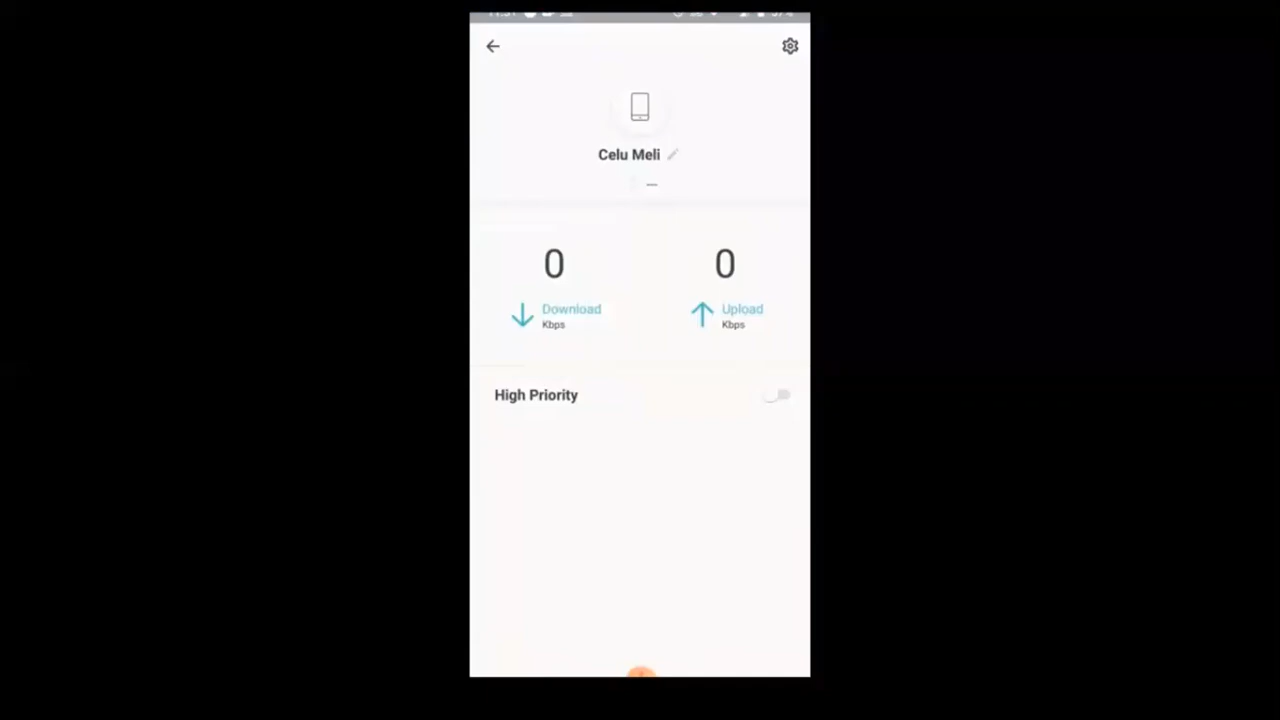 Celu Meli
—
0
0
Download
Kbps
Upload
Kbps
High Priority